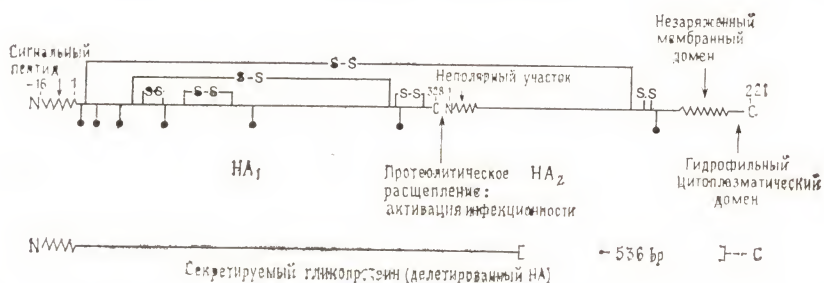 Незаряженный
мембранный
домен
Сигнальный
пептид
-16 1
S-S
S-S
S-S
S-S
S-S
Неполярный участок
S-S
N
328 1
C N
221
C
HA₁
Протеолитическое
расщепление:
активация инфекционности
HA₂
Гидрофильный
Цитоплазматический
домен
N
536 bp
C
Секретируемый гликопротеин (делетированный НА)